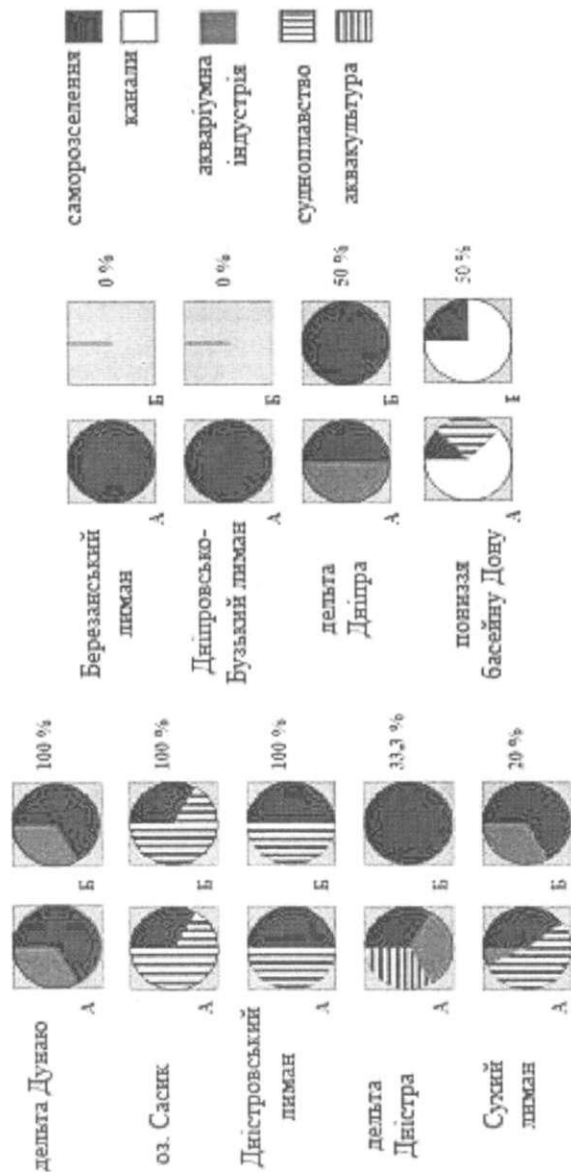 дельта Дунаю
А
Б
100 %
оз. Сасик
А
Б
100 %
Дністровський
лиман
А
Б
100 %
дельта
Дністра
А
Б
33,3 %
Сухий
лиман
А
Б
20 %
Березанський
лиман
А
Б
0 %
Дніпровсько-
Бузький лиман
А
Б
0 %
дельта
Дніпра
А
Б
50 %
пониззя
басейну Дону
А
Б
50 %
саморозселення
канали
акваріумна
індустрія
судноплавство
аквакультура